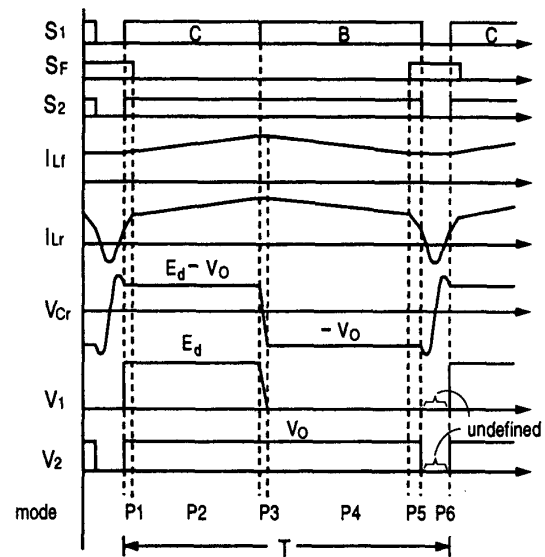 S1 C B C
SF
S2
ILf
ILr
Ed – VO
VCr
– VO
Ed
V1
VO undefined
V2
mode P1 P2 P3 P4 P5 P6
T